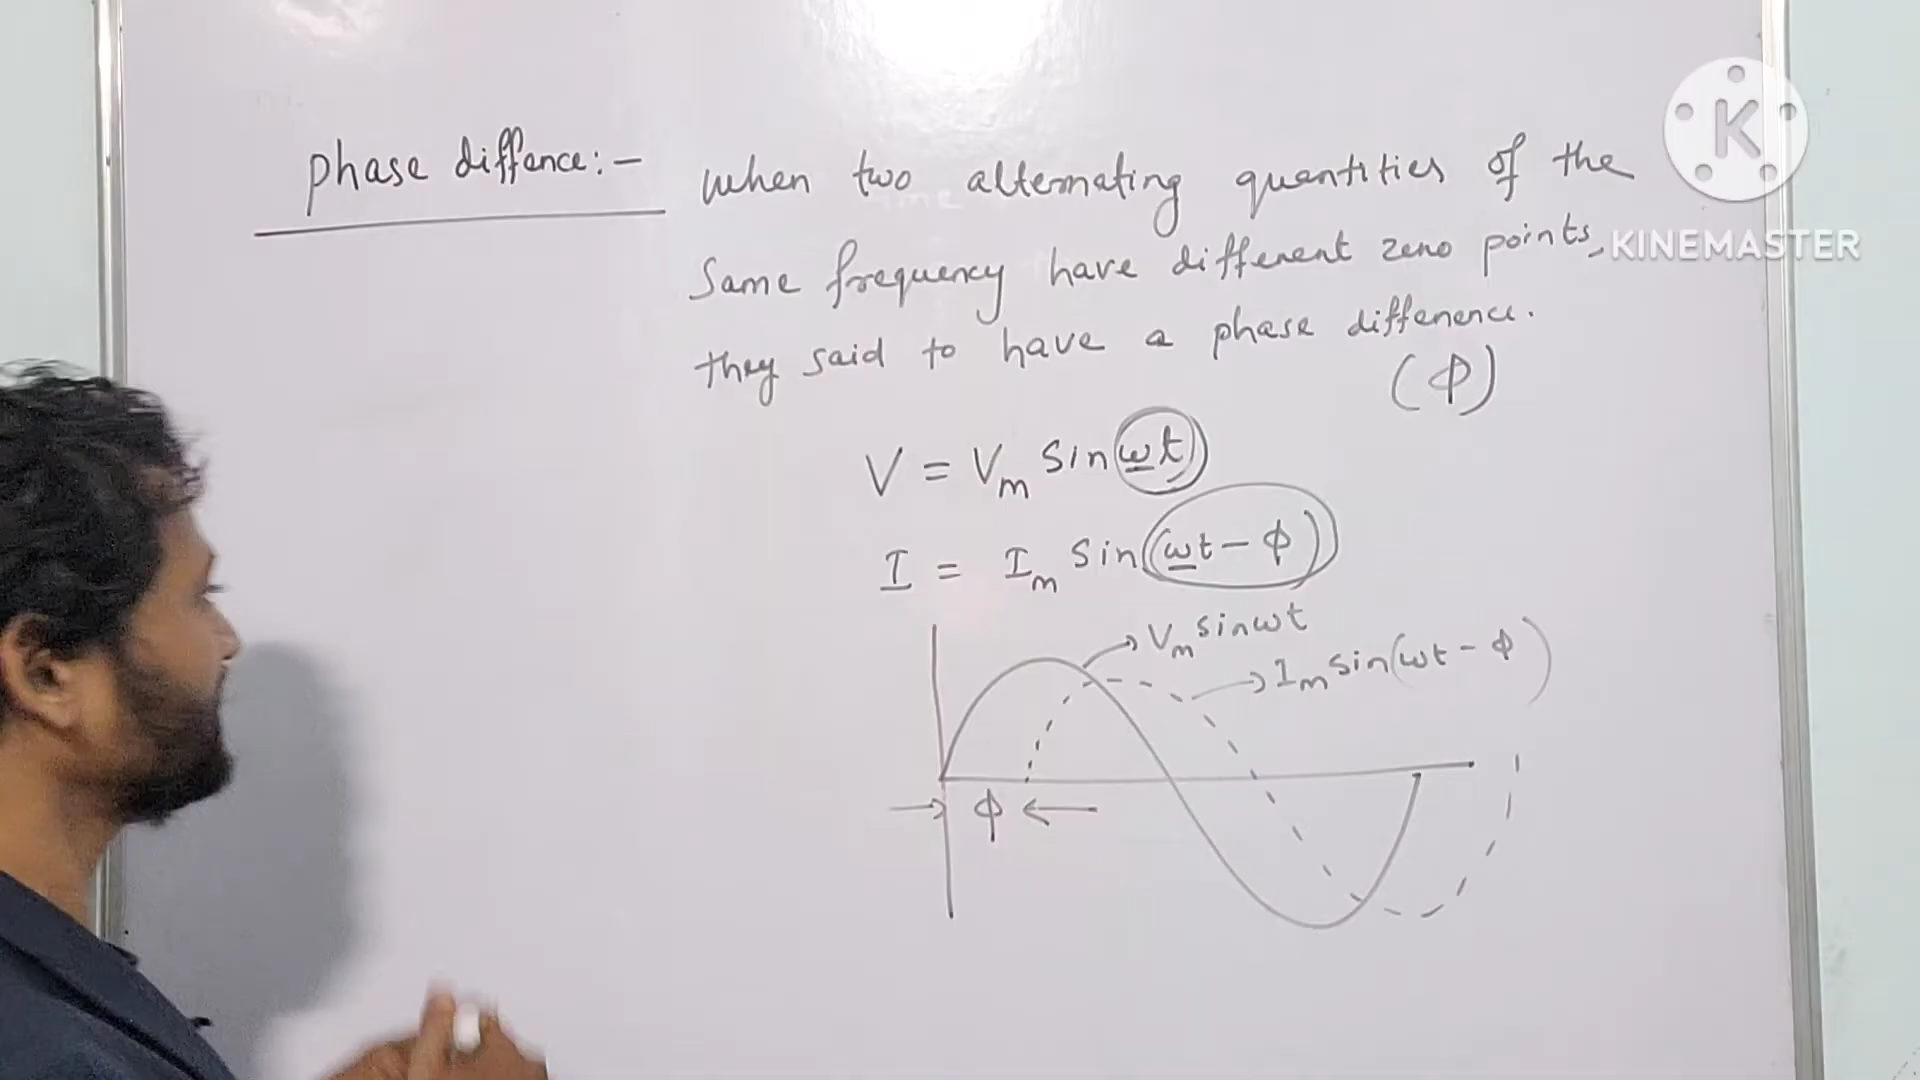 phase diffence:- when two alternating quantities of the
same frequency have different zero points,
they said to have a phase difference.
(Φ)
V = Vm sin ωt)
I = Im sin(ωt - Φ)
Vm sinωt
Im sin(ωt - Φ)
Φ
K
KINEMASTER